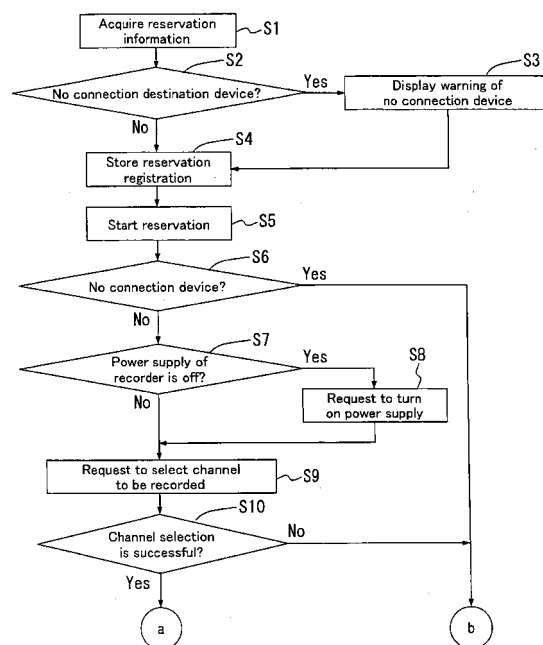 Acquire reservation
information
S1
S2
No connection destination device?
Yes
No
S3
Display warning of
no connection device
S4
Store reservation
registration
Start reservation
S5
S6
No connection device?
Yes
No
S7
Power supply of
recorder is off?
Yes
No
S8
Request to turn
on power supply
Request to select channel
to be recorded
S9
S10
Channel selection
is successful?
No
Yes
a
b